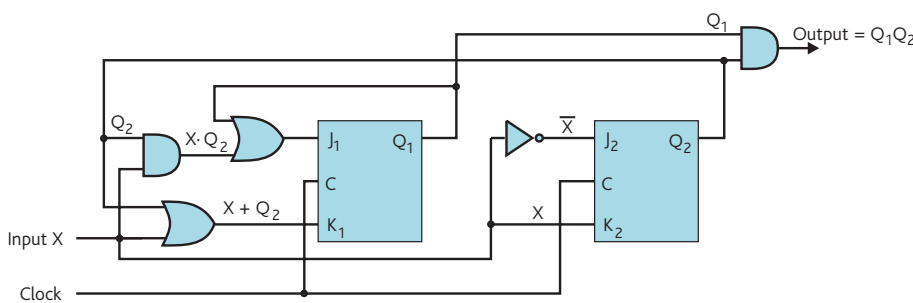 Q₁
Output = Q₁Q₂
Q₂
X· Q₂
X̅
J₁
Q₁
J₂
Q₂
C
C
X + Q₂
X
K₁
K₂
Input X
Clock